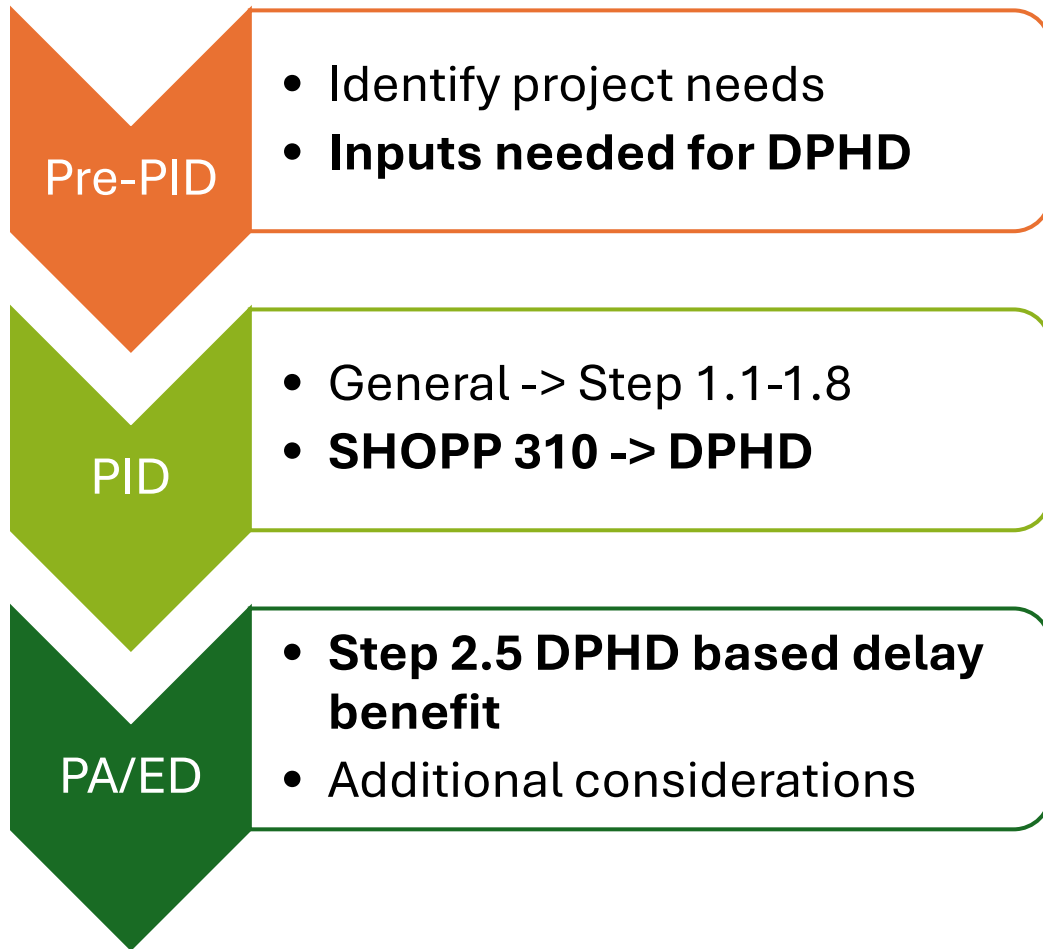 Pre-PID
• Identify project needs
• Inputs needed for DPHD
PID
• General -> Step 1.1-1.8
• SHOPP 310 -> DPHD
PA/ED
• Step 2.5 DPHD based delay
benefit
• Additional considerations